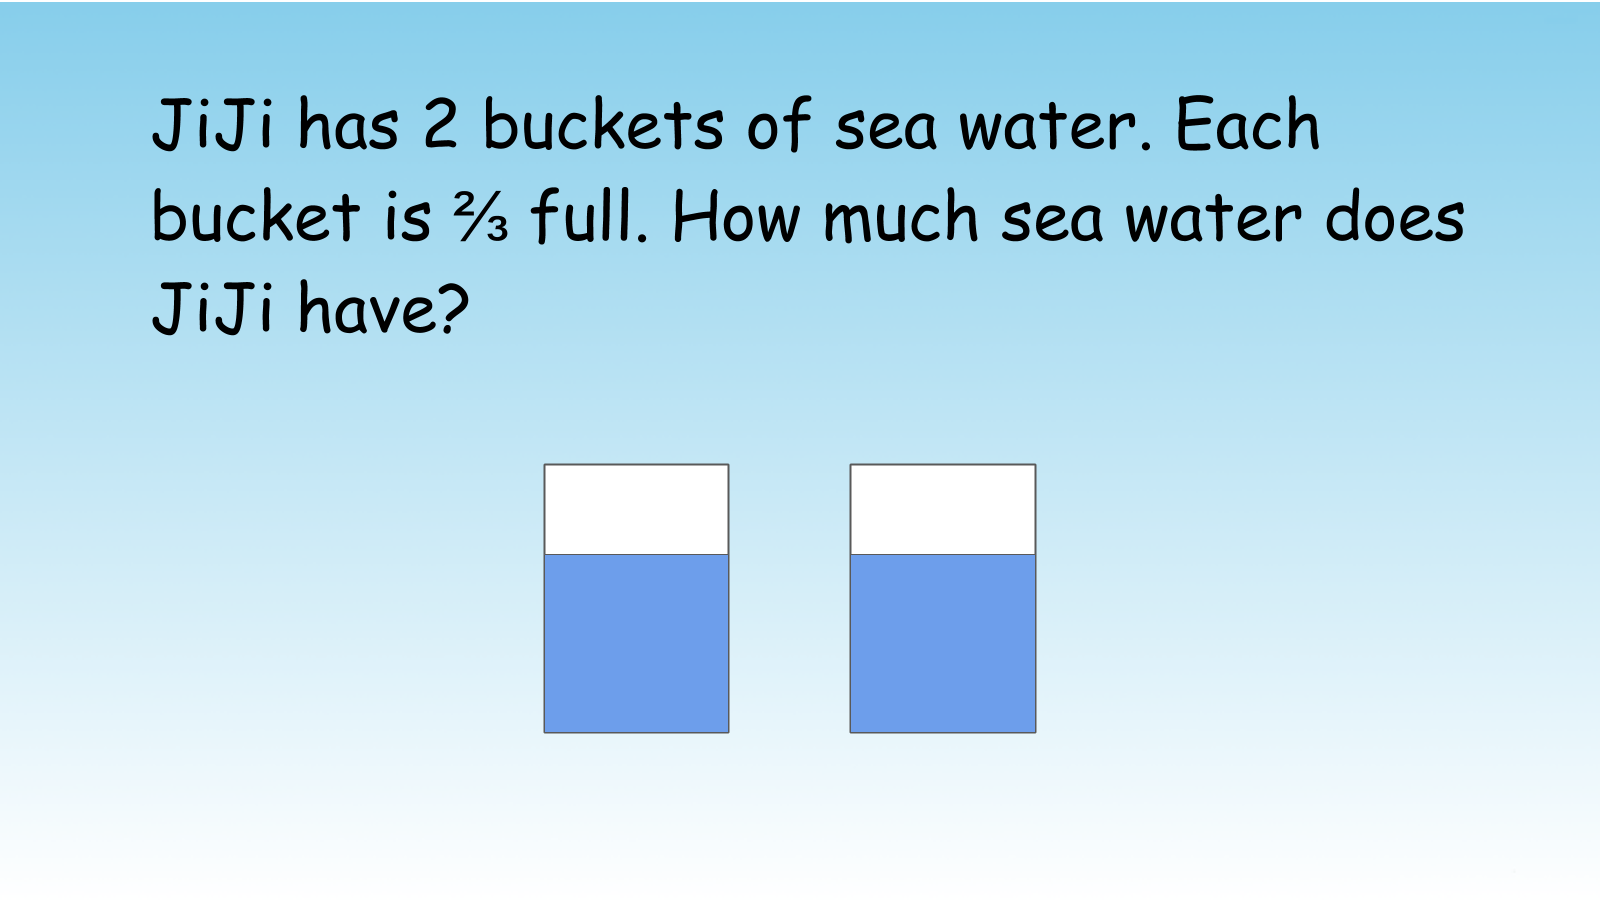 JiJi has 2 buckets of sea water. Each
bucket is ⅔ full. How much sea water does
JiJi have?